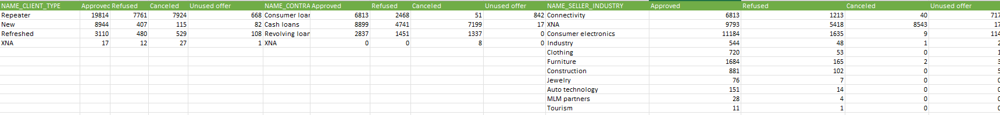 NAME_CLIENT_TYPE Approvec Refused Canceled Unused offer NAME_CONTRA Approved Refused Canceled Unused offer NAME_SELLER_INDUSTRY Approved Refused Canceled Unused offer
Repeater 19814 7761 7924 668 Consumer loar 6813 2468 51 842 Connectivity 6813 1213 40 717
New 8944 407 115 82 Cash loans 8899 4741 7199 17 XNA 9793 5418 8543 17
Refreshed 3110 480 529 108 Revolving loar 2837 1451 1337 0 Consumer electronics 11184 1635 9 114
XNA 17 12 27 1 XNA 0 0 8 0 Industry 544 48 1 2
Clothing 720 53 0 1
Furniture 1684 165 2 3
Construction 881 102 0 5
Jewelry 76 7 0 0
Auto technology 151 14 0 0
MLM partners 28 4 0 0
Tourism 11 1 0 0